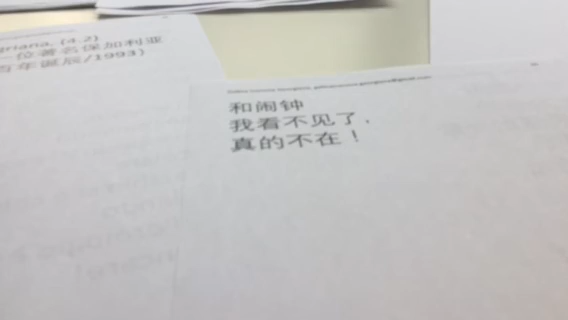 griana, (4.2)
一位著名保加利亚
百年诞辰/1993)
和闹钟
我看不见了.
真的不在！